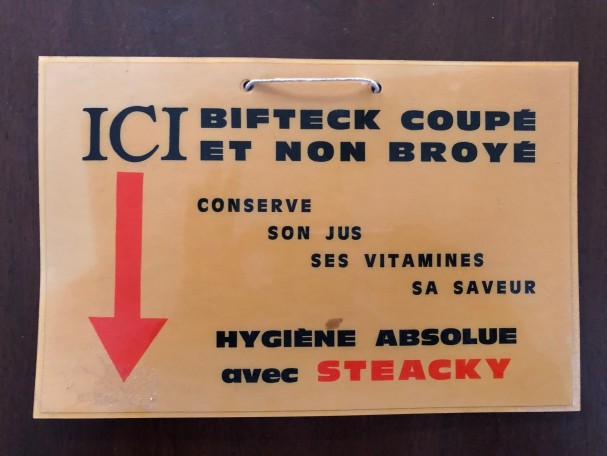 ICI BIFTECK COUPÉ
ET NON BROYÉ
CONSERVE
SON JUS
SES VITAMINES
SA SAVEUR
HYGIÈNE ABSOLUE
avec STEACKY